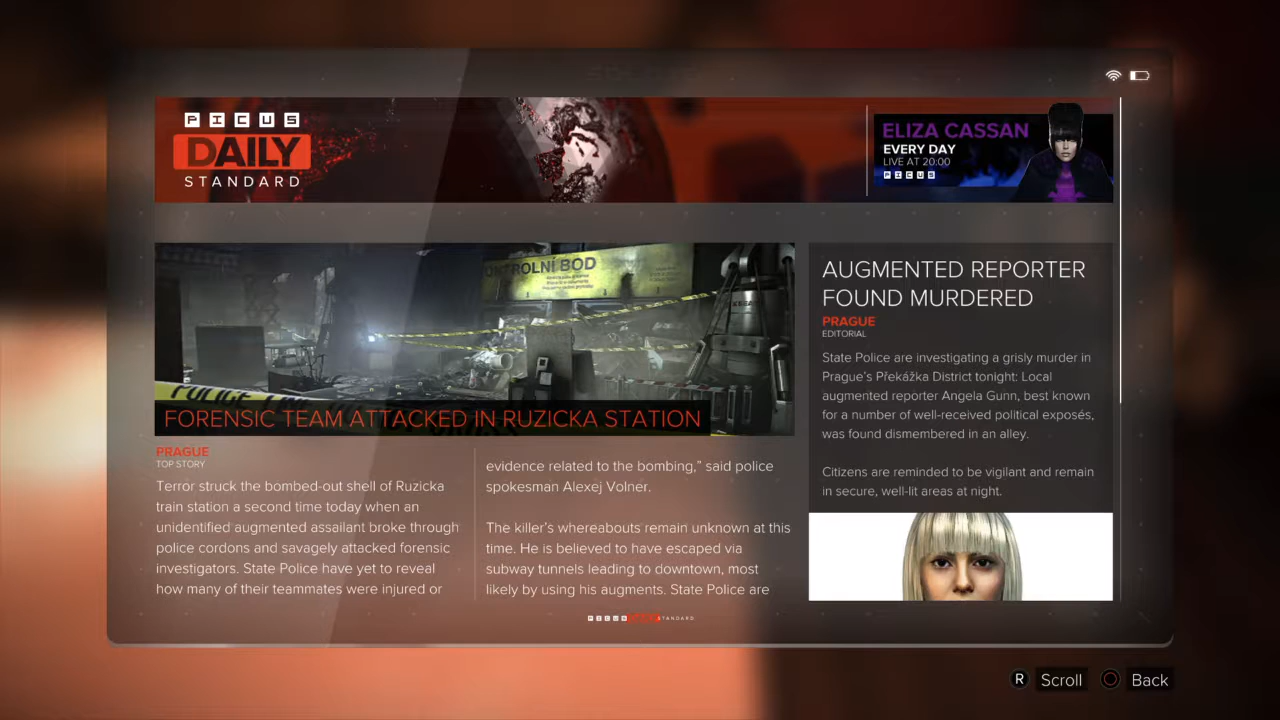 PICUS
DAILY
STANDARD
ELIZA CASSAN
EVERY DAY
LIVE AT 20:00
PICUS
KONTROLNÍ BOD
POLICE LINE
FORENSIC TEAM ATTACKED IN RUZICKA STATION
PRAGUE
TOP STORY
Terror struck the bombed-out shell of Ruzicka
train station a second time today when an
unidentified augmented assailant broke through
police cordons and savagely attacked forensic
investigators. State Police have yet to reveal
how many of their teammates were injured or
evidence related to the bombing,” said police
spokesman Alexej Volner.
The killer's whereabouts remain unknown at this
time. He is believed to have escaped via
subway tunnels leading to downtown, most
likely by using his augments. State Police are
AUGMENTED REPORTER
FOUND MURDERED
PRAGUE
EDITORIAL
State Police are investigating a grisly murder in
Prague's Překážka District tonight: Local
augmented reporter Angela Gunn, best known
for a number of well-received political exposés,
was found dismembered in an alley.
Citizens are reminded to be vigilant and remain
in secure, well-lit areas at night.
PICUS DAILY STANDARD
R Scroll Back